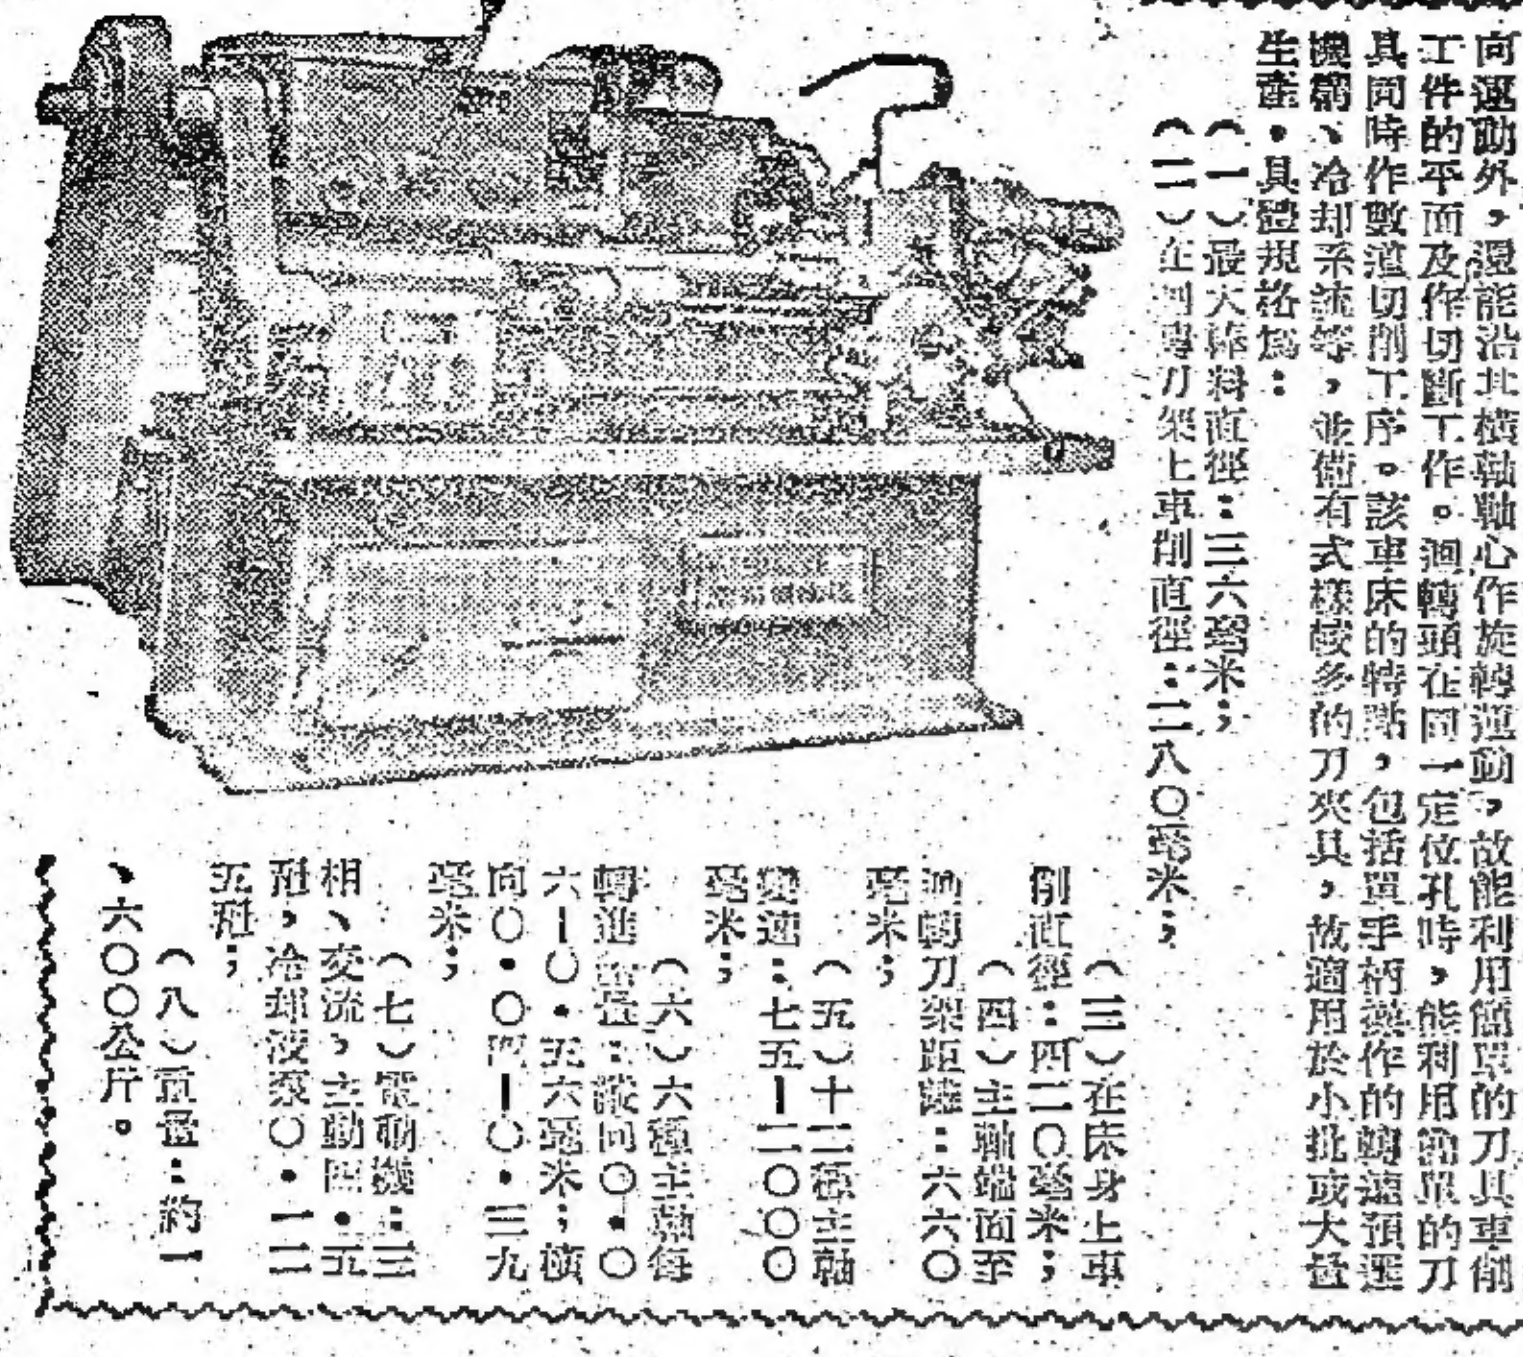 向運動外，還能沿其橫軸軸心作旋轉運動，故能利用簡單的刀具車削
工件的平面及作切斷工作。迴轉頭在同一定位孔時，能利用簡單的刀
具同時作數道切削工序。該車床的特點，包括單手柄操作的轉速預選
機構、冷却系統等，並備有式樣較多的刀夾具，故適用於小批或大量
生產。具體規格爲：
（一）最大棒料直徑：三六毫米；
（二）在迴轉刀架上車削直徑：二八〇毫米；
（三）在床身上車
削直徑：四二〇毫米；
（四）主軸端面至
迴轉刀架距離：六六〇
毫米；
（五）十二種主軸
變速：七五—二〇〇〇
毫米；
（六）六種主軸每
轉進給量：縱向〇・〇
六—〇・五六毫米；橫
向〇・〇四—〇・三九
毫米；
（七）電動機：三
相、交流，主動四・五
瓩，冷却液泵〇・一二
五瓩；
（八）重量：約一
、六〇〇公斤。